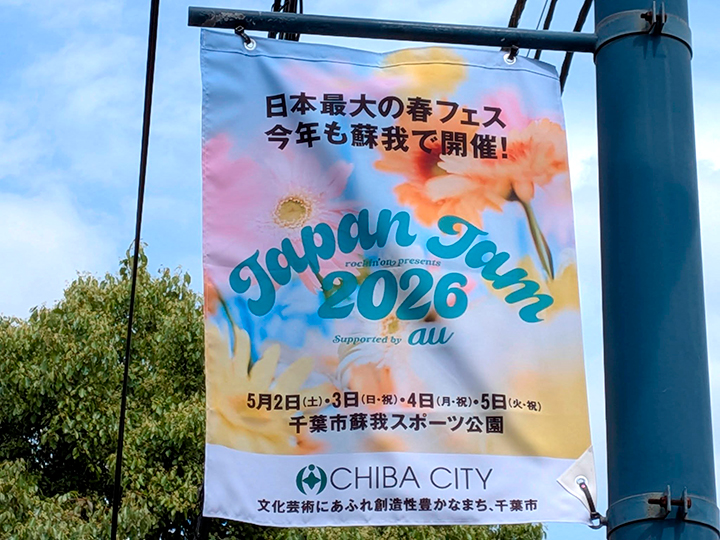 日本最大の春フェス
今年も蘇我で開催!
Japan Jam
rockin'on presents
2026
Supported by au
5月2日(土)・3日(日・祝)・4日(月・祝)・5日(火・祝)
千葉市蘇我スポーツ公園
CHIBA CITY
文化芸術にあふれ創造性豊かなまち、千葉市